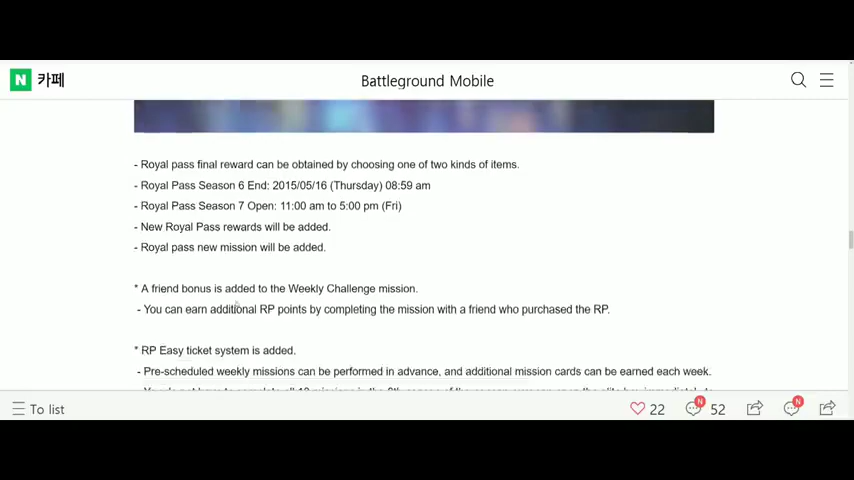 N 카페
Battleground Mobile
- Royal pass final reward can be obtained by choosing one of two kinds of items.
- Royal Pass Season 6 End: 2015/05/16 (Thursday) 08:59 am
- Royal Pass Season 7 Open: 11:00 am to 5:00 pm (Fri)
- New Royal Pass rewards will be added.
- Royal pass new mission will be added.
* A friend bonus is added to the Weekly Challenge mission.
- You can earn additional RP points by completing the mission with a friend who purchased the RP.
* RP Easy ticket system is added.
- Pre-scheduled weekly missions can be performed in advance, and additional mission cards can be earned each week.
To list
22
N
52
N